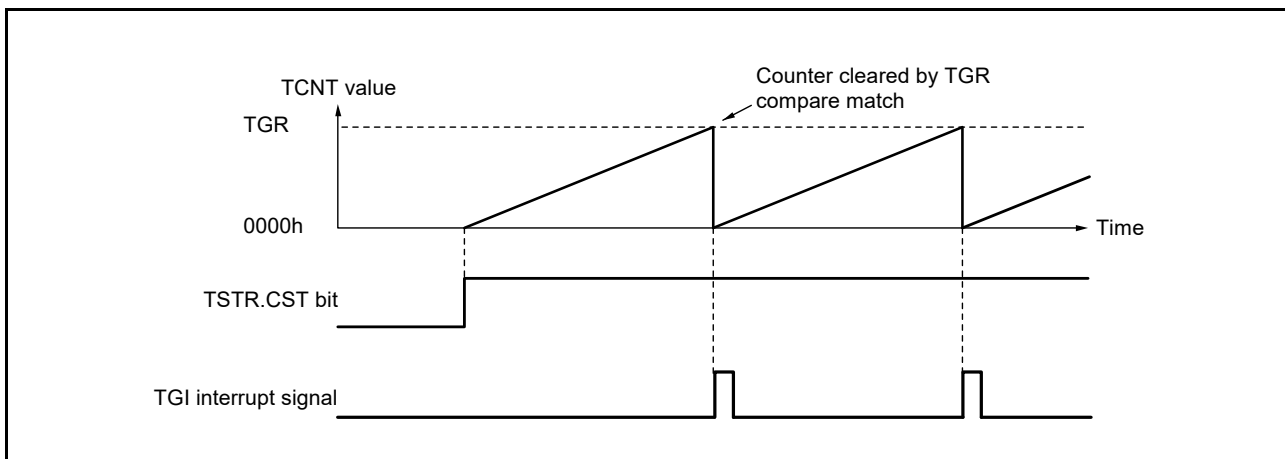 Counter cleared by TGR
compare match
TCNT value
TGR
0000h
Time
TSTR.CST bit
TGI interrupt signal